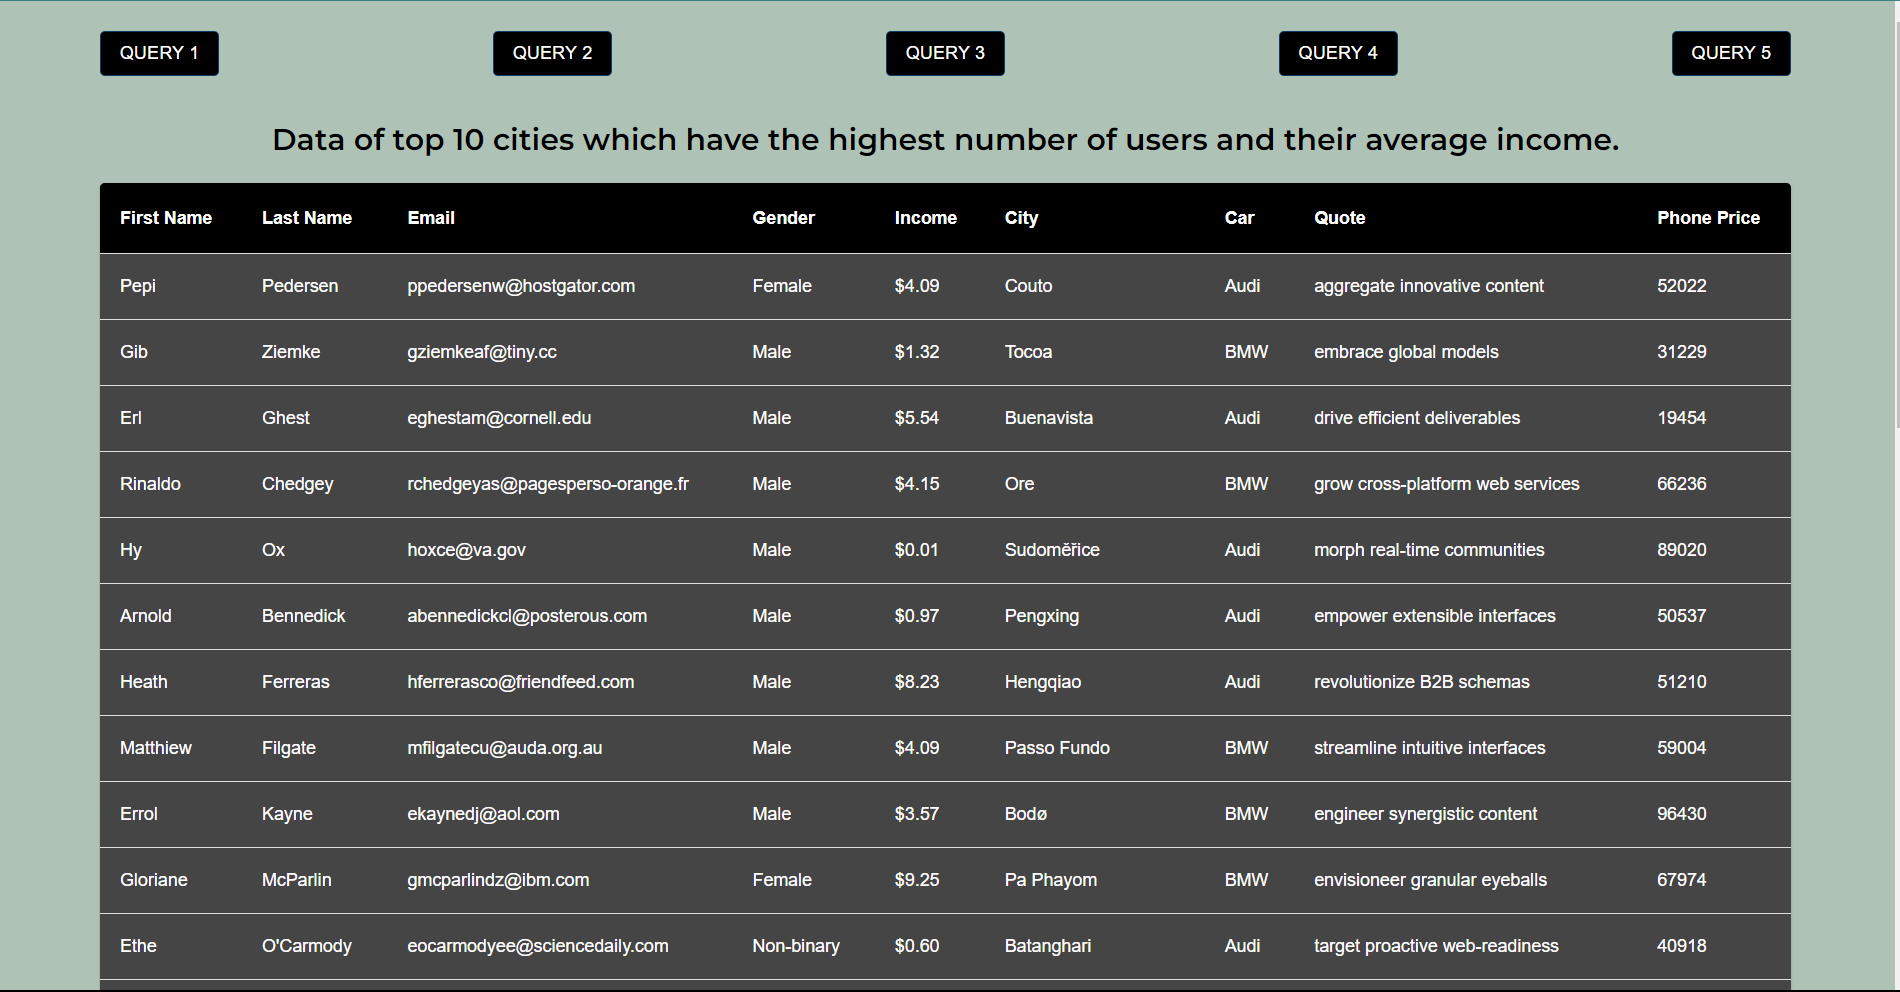 QUERY 1 QUERY 2 QUERY 3 QUERY 4 QUERY 5
Data of top 10 cities which have the highest number of users and their average income.
First Name Last Name Email Gender Income City Car Quote Phone Price
Pepi Pedersen ppedersenw@hostgator.com Female $4.09 Couto Audi aggregate innovative content 52022
Gib Ziemke gziemkeaf@tiny.cc Male $1.32 Tocoa BMW embrace global models 31229
Erl Ghest eghestam@cornell.edu Male $5.54 Buenavista Audi drive efficient deliverables 19454
Rinaldo Chedgey rchedgeyas@pagesperso-orange.fr Male $4.15 Ore BMW grow cross-platform web services 66236
Hy Ox hoxce@va.gov Male $0.01 Sudoměřice Audi morph real-time communities 89020
Arnold Bennedick abennedickcl@posterous.com Male $0.97 Pengxing Audi empower extensible interfaces 50537
Heath Ferreras hferrerasco@friendfeed.com Male $8.23 Hengqiao Audi revolutionize B2B schemas 51210
Matthiew Filgate mfilgatecu@auda.org.au Male $4.09 Passo Fundo BMW streamline intuitive interfaces 59004
Errol Kayne ekaynedj@aol.com Male $3.57 Bodø BMW engineer synergistic content 96430
Gloriane McParlin gmcparlindz@ibm.com Female $9.25 Pa Phayom BMW envisioneer granular eyeballs 67974
Ethe O'Carmody eocarmodyee@sciencedaily.com Non-binary $0.60 Batanghari Audi target proactive web-readiness 40918